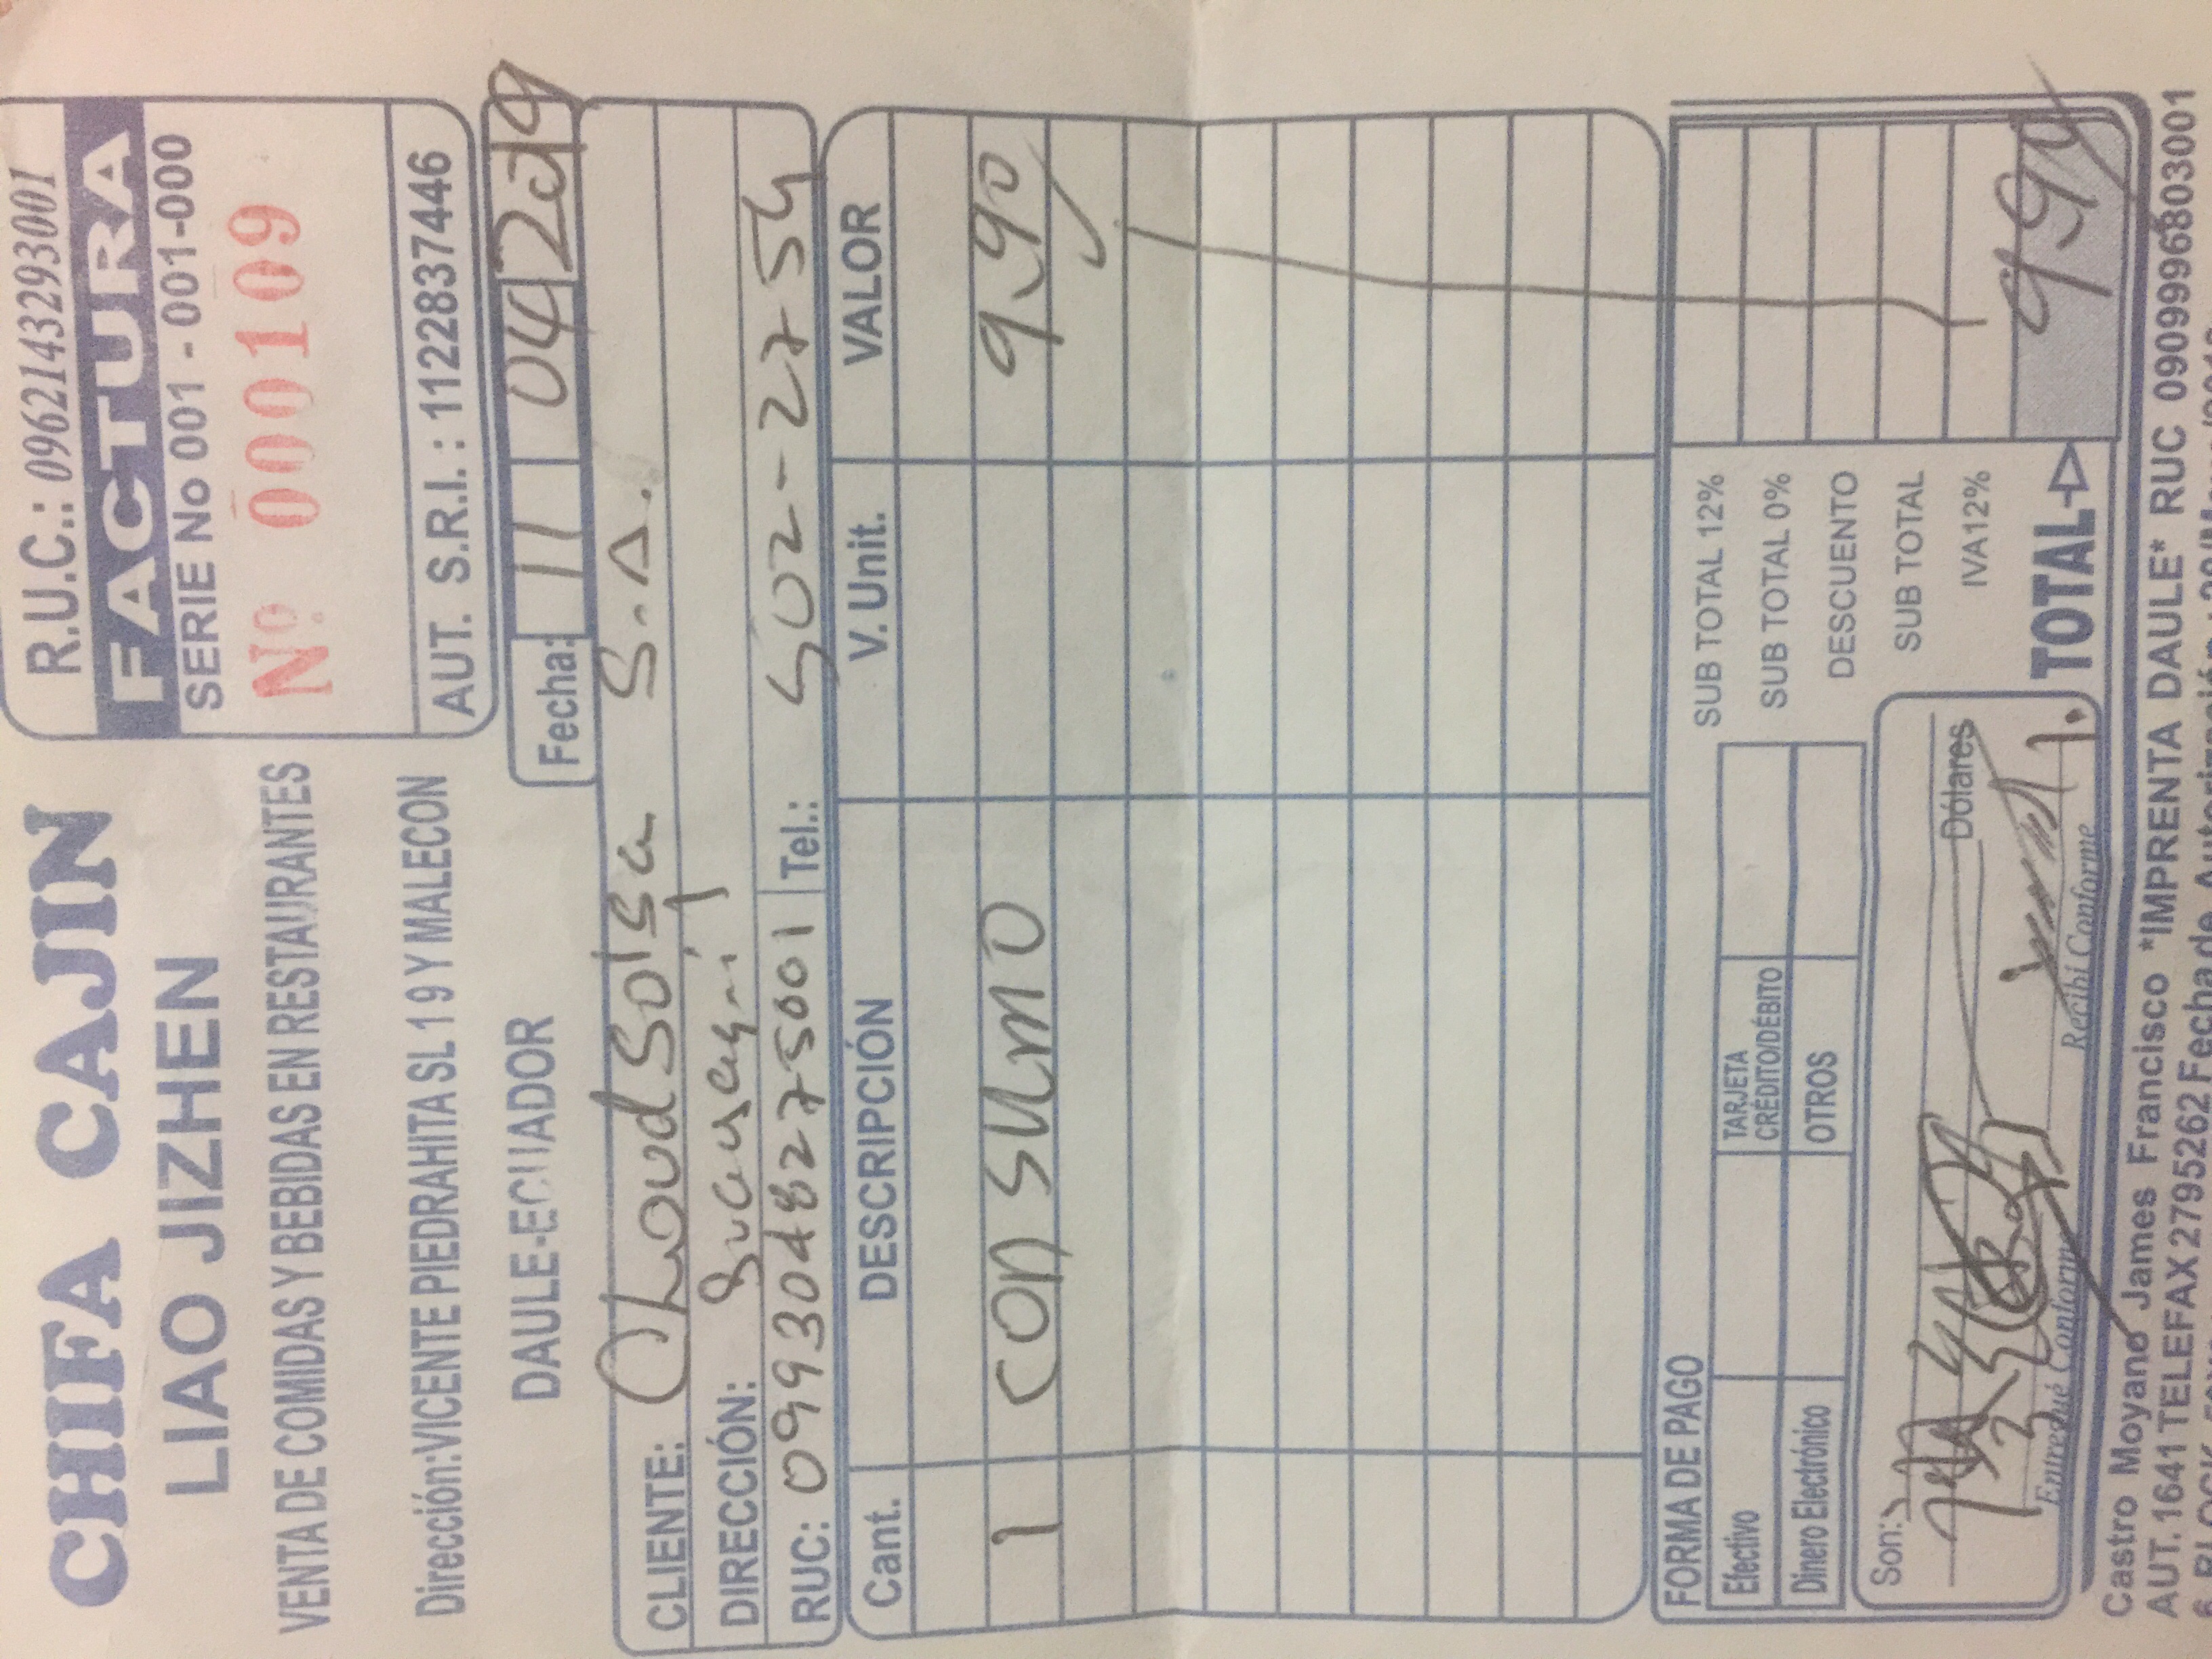 CHIFA CAJIN
LIAO JIZHEN
VENTA DE COMIDAS Y BEBIDAS EN RESTAURANTES
Dirección:VICENTE PIEDRAHITA SL 1 9 Y MALECON
DAULE-ECUADOR
R.U.C.: 0962143293001
FACTURA
SERIE No 001 - 001-000
Nº 000109
AUT. S.R.I. : 1122837446
Fecha: 11 04 2019
CLIENTE: CLoudsolsa S.A.
DIRECCIÓN: Guayaquil
RUC: 0993048275001 Tel.: 502-2754
Cant. DESCRIPCIÓN V. Unit. VALOR
1 consumo 9.90
FORMA DE PAGO
Efectivo TARJETA CRÉDITO/DÉBITO
Dinero Electrónico OTROS
SUB TOTAL 12%
SUB TOTAL 0%
DESCUENTO
SUB TOTAL
IVA12%
TOTAL 9.90
Son:
Dólares
Entregué Conforme Recibí Conforme
Castro Moyano James Francisco *IMPRENTA DAULE* RUC 0909996803001
AUT. 1641 TELEFAX 2795262 Fecha de Autorización